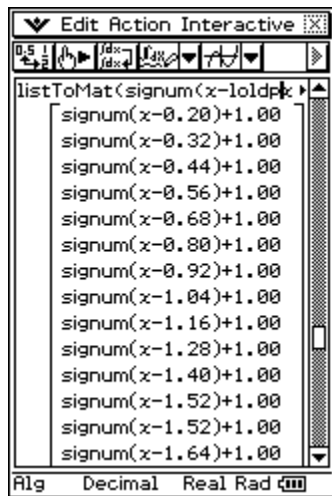 Edit Action Interactive
listToMat(signum(x-loldpx
signum(x-0.20)+1.00
signum(x-0.32)+1.00
signum(x-0.44)+1.00
signum(x-0.56)+1.00
signum(x-0.68)+1.00
signum(x-0.80)+1.00
signum(x-0.92)+1.00
signum(x-1.04)+1.00
signum(x-1.16)+1.00
signum(x-1.28)+1.00
signum(x-1.40)+1.00
signum(x-1.52)+1.00
signum(x-1.52)+1.00
signum(x-1.64)+1.00
Alg Decimal Real Rad